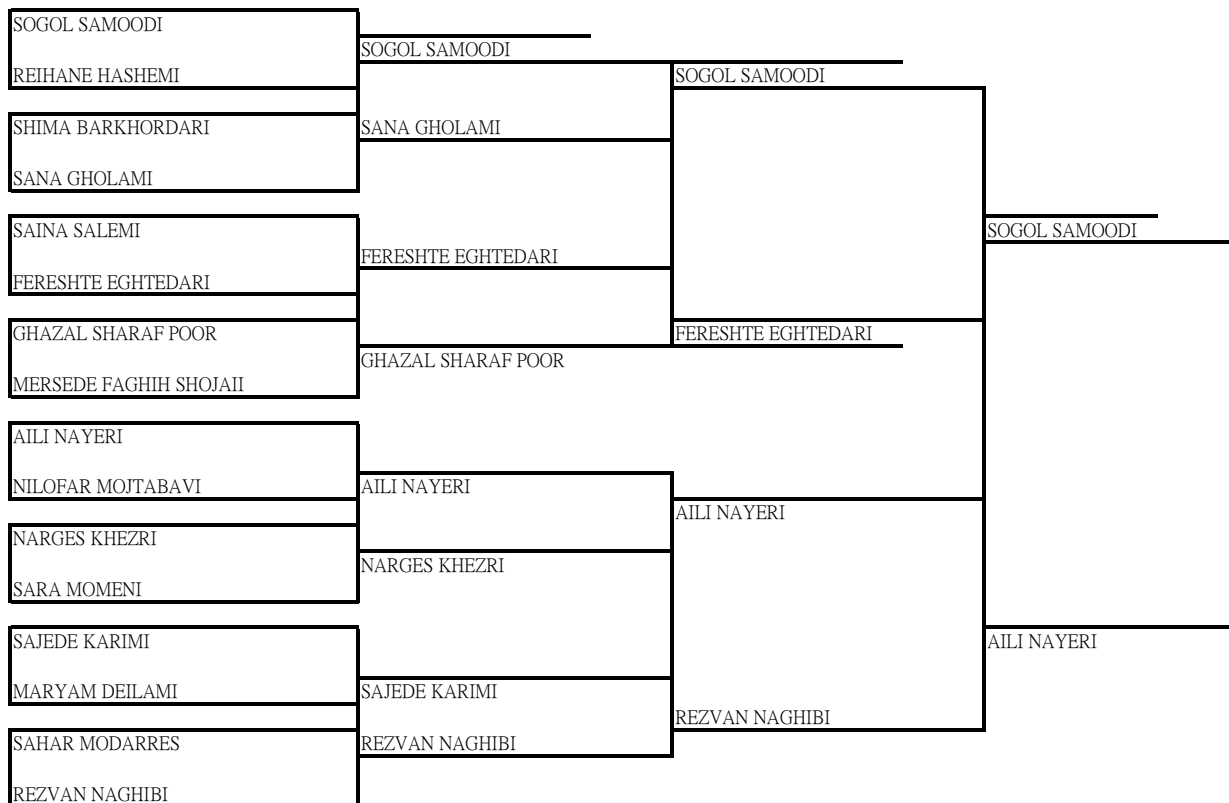 SOGOL SAMOODI
REIHANE HASHEMI
SHIMA BARKHORDARI
SANA GHOLAMI
SAINA SALEMI
FERESHTE EGHTEDARI
GHAZAL SHARAF POOR
MERSEDE FAGHIH SHOJAII
AILI NAYERI
NILOFAR MOJTABAVI
NARGES KHEZRI
SARA MOMENI
SAJEDE KARIMI
MARYAM DEILAMI
SAHAR MODARRES
REZVAN NAGHIBI
SOGOL SAMOODI
SANA GHOLAMI
FERESHTE EGHTEDARI
GHAZAL SHARAF POOR
AILI NAYERI
NARGES KHEZRI
SAJEDE KARIMI
REZVAN NAGHIBI
SOGOL SAMOODI
FERESHTE EGHTEDARI
AILI NAYERI
REZVAN NAGHIBI
SOGOL SAMOODI
AILI NAYERI